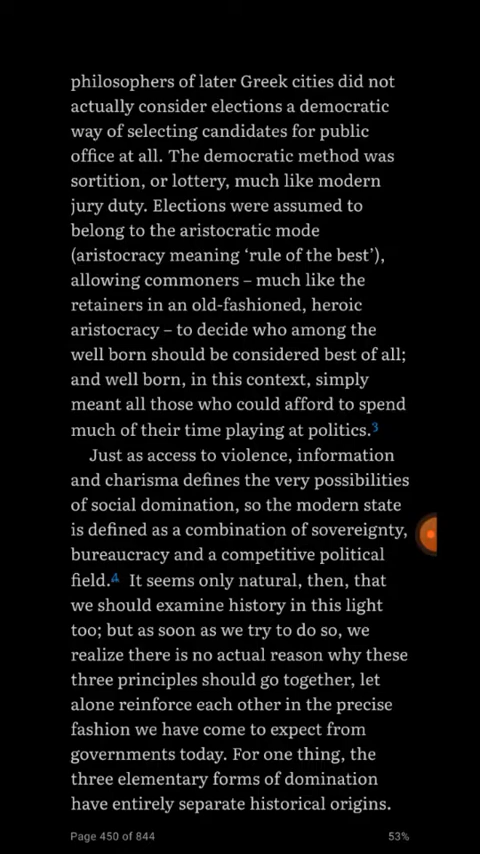 philosophers of later Greek cities did not
actually consider elections a democratic
way of selecting candidates for public
office at all. The democratic method was
sortition, or lottery, much like modern
jury duty. Elections were assumed to
belong to the aristocratic mode
(aristocracy meaning ‘rule of the best’),
allowing commoners – much like the
retainers in an old-fashioned, heroic
aristocracy – to decide who among the
well born should be considered best of all;
and well born, in this context, simply
meant all those who could afford to spend
much of their time playing at politics.3
Just as access to violence, information
and charisma defines the very possibilities
of social domination, so the modern state
is defined as a combination of sovereignty,
bureaucracy and a competitive political
field.4 It seems only natural, then, that
we should examine history in this light
too; but as soon as we try to do so, we
realize there is no actual reason why these
three principles should go together, let
alone reinforce each other in the precise
fashion we have come to expect from
governments today. For one thing, the
three elementary forms of domination
have entirely separate historical origins.
Page 450 of 844 53%